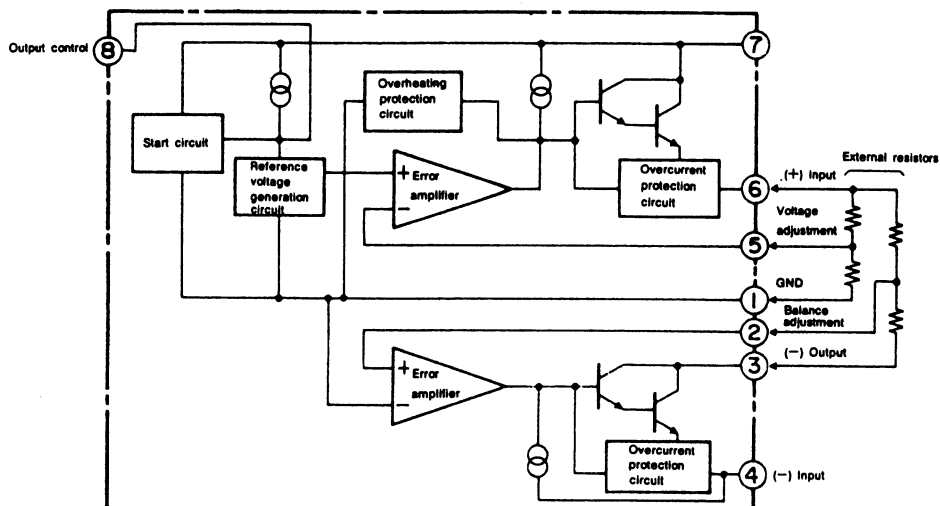 Output control
8
7
Overheating
protection
circuit
Start circuit
Reference
voltage
generation
circuit
+
Error
amplifier
−
Overcurrent
protection
circuit
External resistors
6
(+) Input
Voltage
adjustment
5
GND
1
Balance
adjustment
2
(−) Output
3
+
Error
amplifier
−
Overcurrent
protection
circuit
4
(−) Input